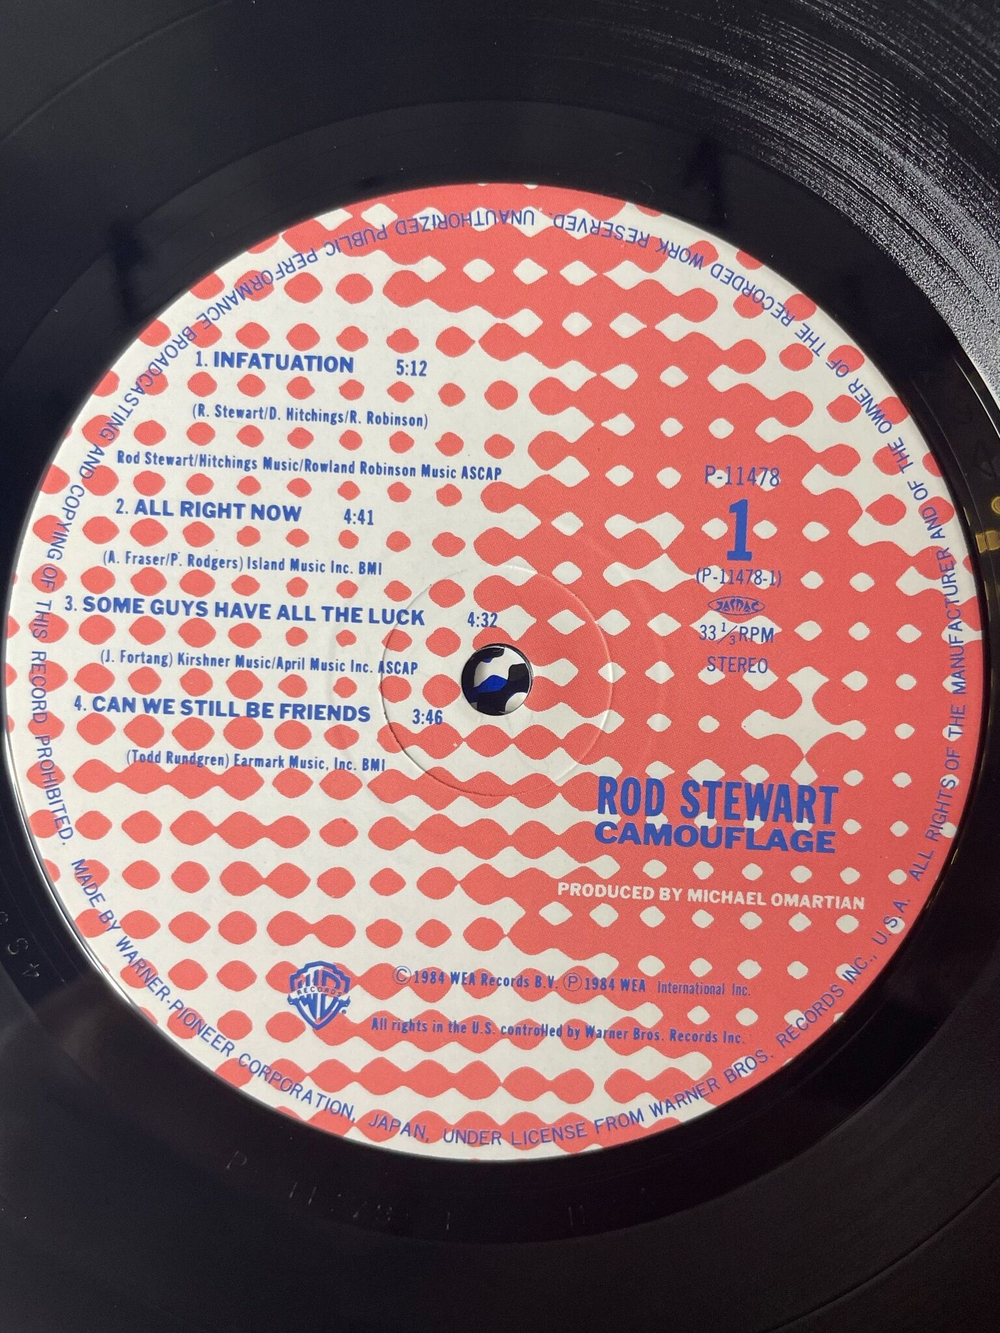 1. INFATUATION 5:12
(R. Stewart/D. Hitchings/R. Robinson)
Rod Stewart/Hitchings Music/Rowland Robinson Music ASCAP
2. ALL RIGHT NOW 4:41
(A. Fraser/P. Rodgers) Island Music Inc. BMI
3. SOME GUYS HAVE ALL THE LUCK 4:32
(J. Fortang) Kirshner Music/April Music Inc. ASCAP
4. CAN WE STILL BE FRIENDS 3:46
(Todd Rundgren) Earmark Music, Inc. BMI
P-11478
1
(P-11478-1)
JASRAC
33 1/3 RPM
STEREO
ROD STEWART
CAMOUFLAGE
PRODUCED BY MICHAEL OMARTIAN
RECORDS
©1984 WEA Records B.V. ℗1984 WEA International Inc.
All rights in the U.S. controlled by Warner Bros. Records Inc.
MADE BY WARNER-PIONEER CORPORATION, JAPAN, UNDER LICENSE FROM WARNER BROS. RECORDS INC., U.S.A. ALL RIGHTS OF THE MANUFACTURER AND OF THE OWNER OF THE RECORDED WORK RESERVED. UNAUTHORIZED PUBLIC PERFORMANCE BROADCASTING AND COPYING OF THIS RECORD PROHIBITED.